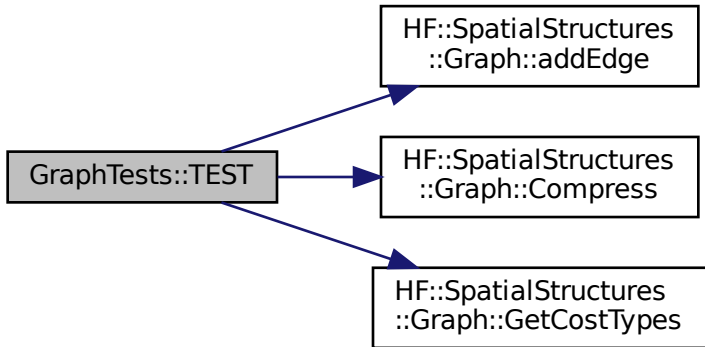 HF::SpatialStructures
::Graph::addEdge
GraphTests::TEST
HF::SpatialStructures
::Graph::Compress
HF::SpatialStructures
::Graph::GetCostTypes